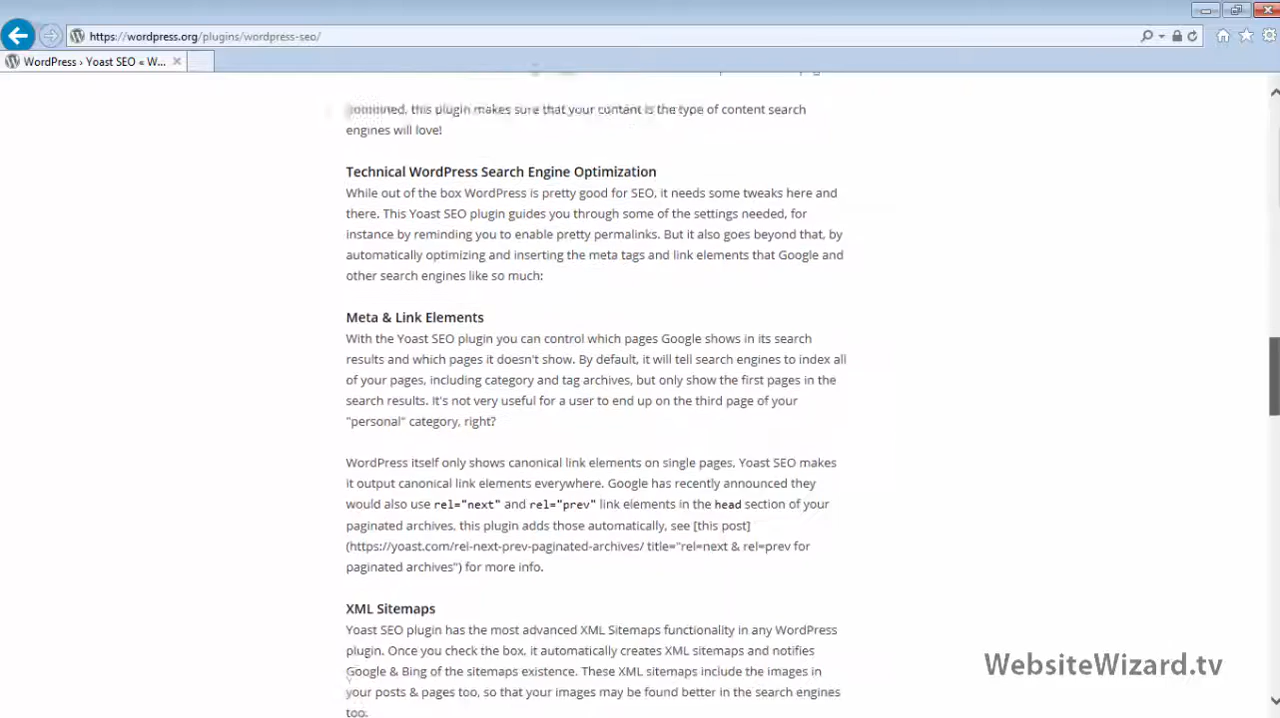 https://wordpress.org/plugins/wordpress-seo/
WordPress › Yoast SEO « W...
this plugin makes sure that your content is the type of content search
engines will love!
Technical WordPress Search Engine Optimization
While out of the box WordPress is pretty good for SEO, it needs some tweaks here and
there. This Yoast SEO plugin guides you through some of the settings needed, for
instance by reminding you to enable pretty permalinks. But it also goes beyond that, by
automatically optimizing and inserting the meta tags and link elements that Google and
other search engines like so much:
Meta & Link Elements
With the Yoast SEO plugin you can control which pages Google shows in its search
results and which pages it doesn't show. By default, it will tell search engines to index all
of your pages, including category and tag archives, but only show the first pages in the
search results. It's not very useful for a user to end up on the third page of your
"personal" category, right?
WordPress itself only shows canonical link elements on single pages, Yoast SEO makes
it output canonical link elements everywhere. Google has recently announced they
would also use rel="next" and rel="prev" link elements in the head section of your
paginated archives, this plugin adds those automatically, see [this post]
(https://yoast.com/rel-next-prev-paginated-archives/ title="rel=next & rel=prev for
paginated archives") for more info.
XML Sitemaps
Yoast SEO plugin has the most advanced XML Sitemaps functionality in any WordPress
plugin. Once you check the box, it automatically creates XML sitemaps and notifies
Google & Bing of the sitemaps existence. These XML sitemaps include the images in
your posts & pages too, so that your images may be found better in the search engines
too.
WebsiteWizard.tv